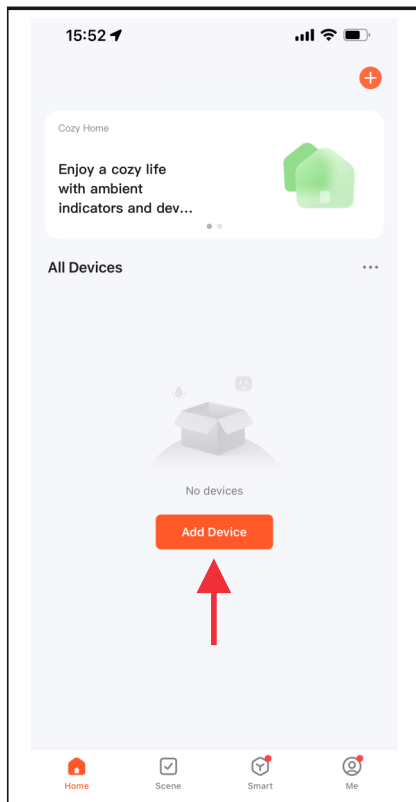 15:52
Cozy Home
Enjoy a cozy life
with ambient
indicators and dev...
All Devices
No devices
Add Device
Home Scene Smart Me